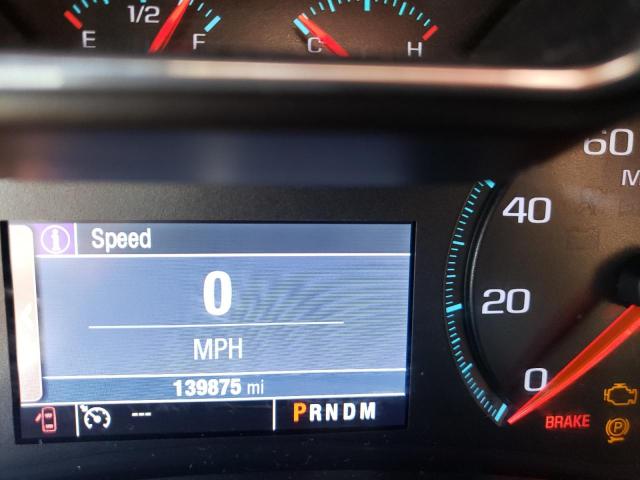 1/2
E F C H
60
M
40
20
0
Speed
0
MPH
139875 mi
---
PRNDM
BRAKE
P